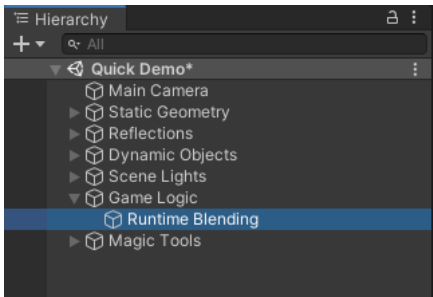 Hierarchy
All
Quick Demo*
Main Camera
Static Geometry
Reflections
Dynamic Objects
Scene Lights
Game Logic
Runtime Blending
Magic Tools